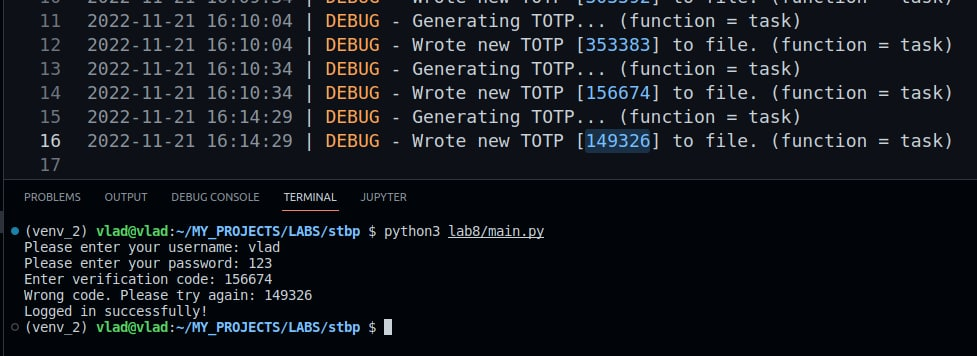 11 2022-11-21 16:10:04 | DEBUG - Generating TOTP... (function = task)
12 2022-11-21 16:10:04 | DEBUG - Wrote new TOTP [353383] to file. (function = task)
13 2022-11-21 16:10:34 | DEBUG - Generating TOTP... (function = task)
14 2022-11-21 16:10:34 | DEBUG - Wrote new TOTP [156674] to file. (function = task)
15 2022-11-21 16:14:29 | DEBUG - Generating TOTP... (function = task)
16 2022-11-21 16:14:29 | DEBUG - Wrote new TOTP [149326] to file. (function = task)
17
PROBLEMS OUTPUT DEBUG CONSOLE TERMINAL JUPYTER
(venv_2) vlad@vlad:~/MY_PROJECTS/LABS/stbp $ python3 lab8/main.py
Please enter your username: vlad
Please enter your password: 123
Enter verification code: 156674
Wrong code. Please try again: 149326
Logged in successfully!
(venv_2) vlad@vlad:~/MY_PROJECTS/LABS/stbp $